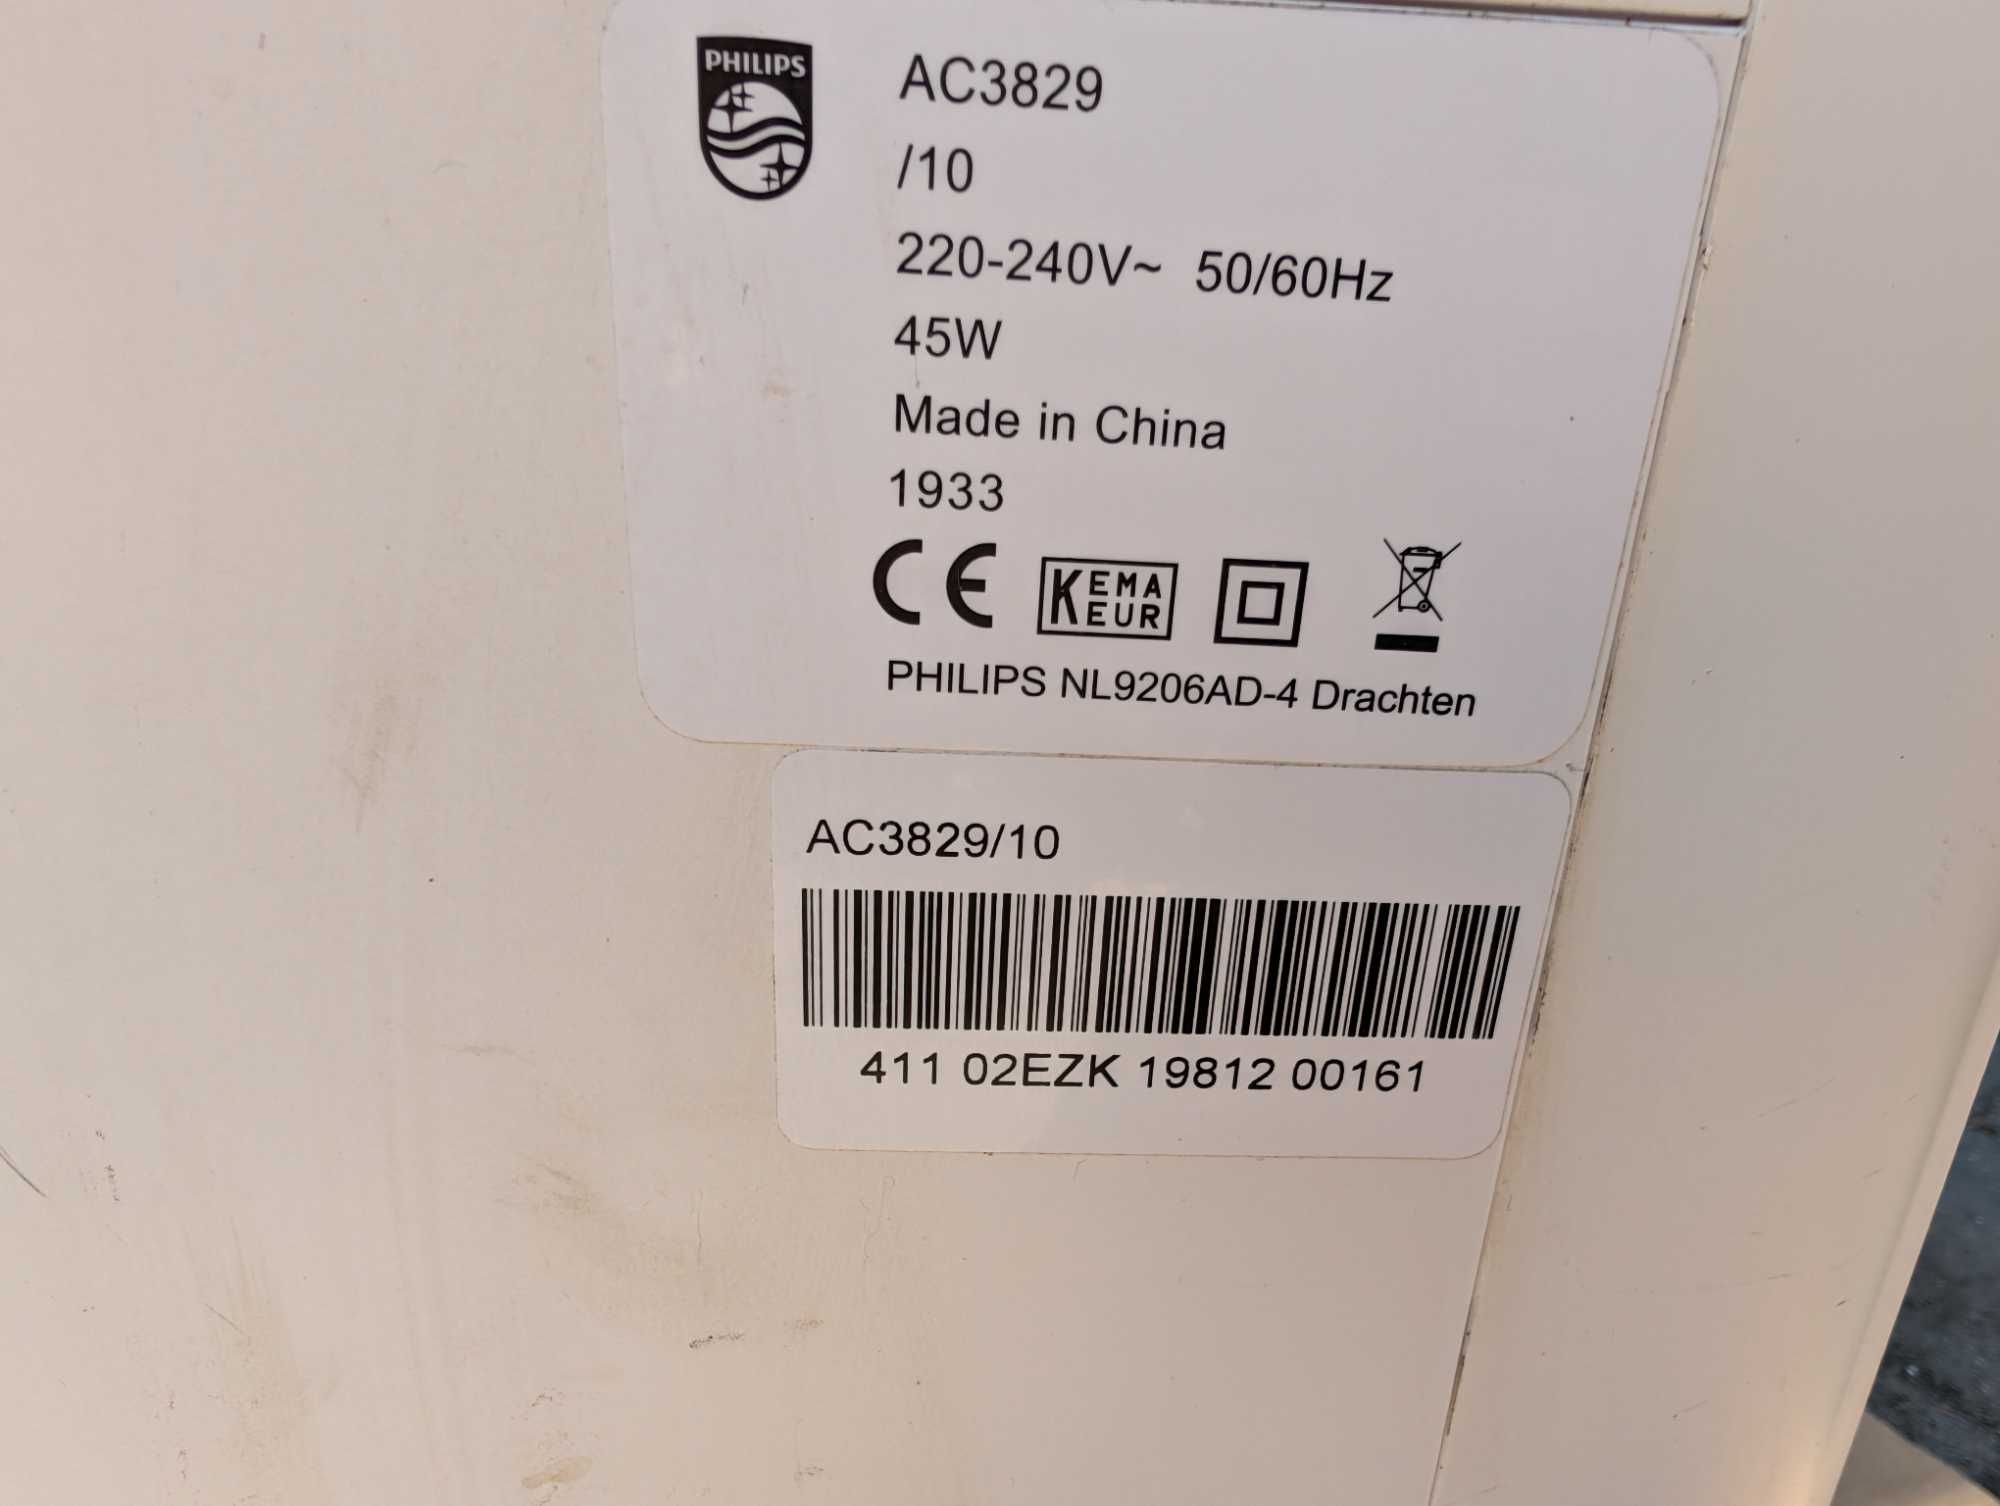 PHILIPS
AC3829
/10
220-240V~ 50/60Hz
45W
Made in China
1933
CE KEMA EUR
PHILIPS NL9206AD-4 Drachten
AC3829/10
411 02EZK 19812 00161